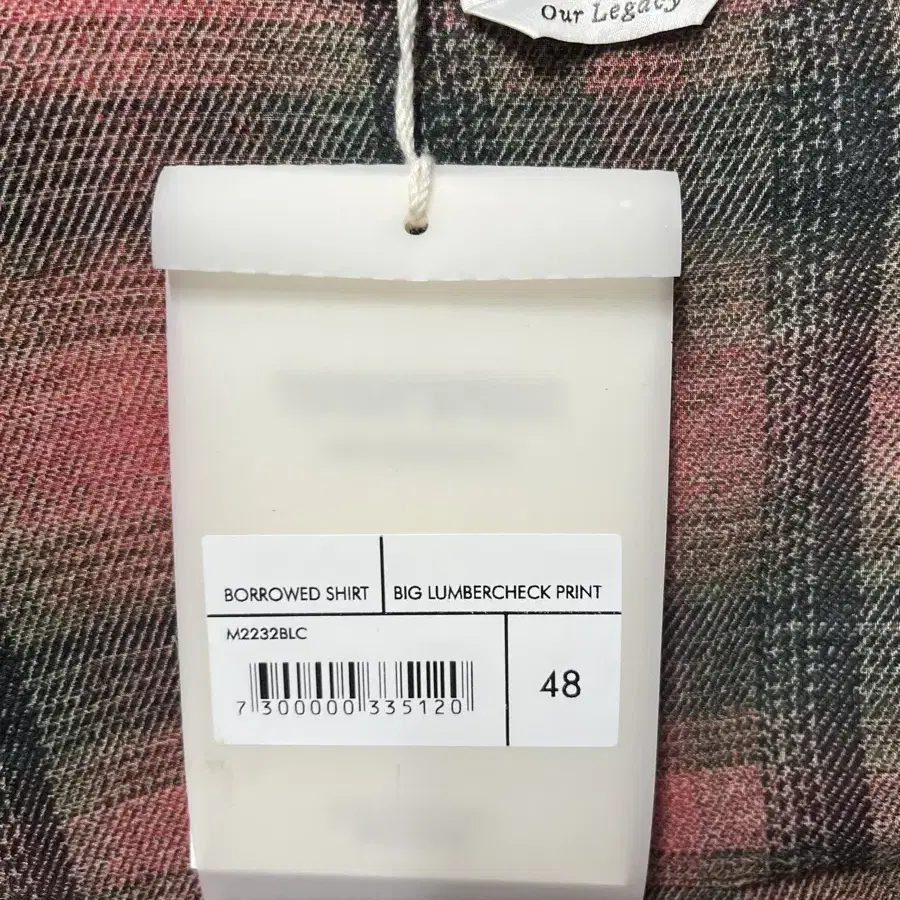 Our Legacy
BORROWED SHIRT
BIG LUMBERCHECK PRINT
M2232BLC
48
7 300000 335120